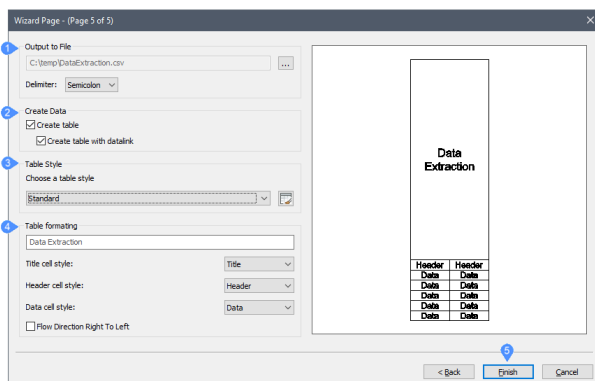 Wizard Page - (Page 5 of 5)
1
Output to File
C:\temp\DataExtraction.csv
...
Delimiter: Semicolon
2
Create Data
Create table
Create table with datalink
3
Table Style
Choose a table style
Standard
4
Table formating
Data Extraction
Title cell style: Title
Header cell style: Header
Data cell style: Data
Flow Direction Right To Left
Data
Extraction
Header Header
Data Data
Data Data
Data Data
Data Data
Data Data
5
< Back Finish Cancel